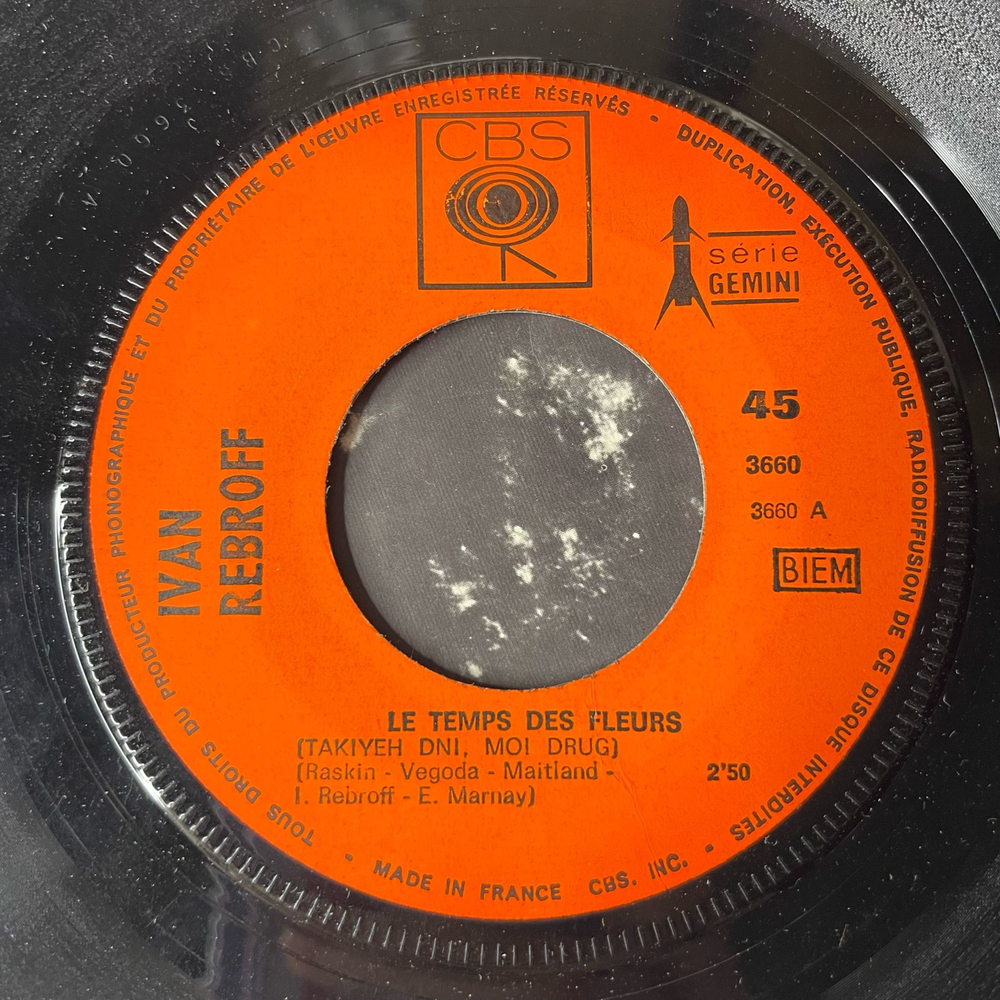 TOUS DROITS DU PRODUCTEUR PHONOGRAPHIQUE ET DU PROPRIÉTAIRE DE L'ŒUVRE ENREGISTRÉE RÉSERVÉS - DUPLICATION, EXÉCUTION PUBLIQUE, RADIODIFFUSION DE CE DISQUE INTERDITES -
CBS
série
GEMINI
45
3660
3660 A
BIEM
IVAN
REBROFF
LE TEMPS DES FLEURS
(TAKIYEH DNI, MOI DRUG)
(Raskin - Vegoda - Maitland -
I. Rebroff - E. Marnay)
2'50
- MADE IN FRANCE CBS. INC.